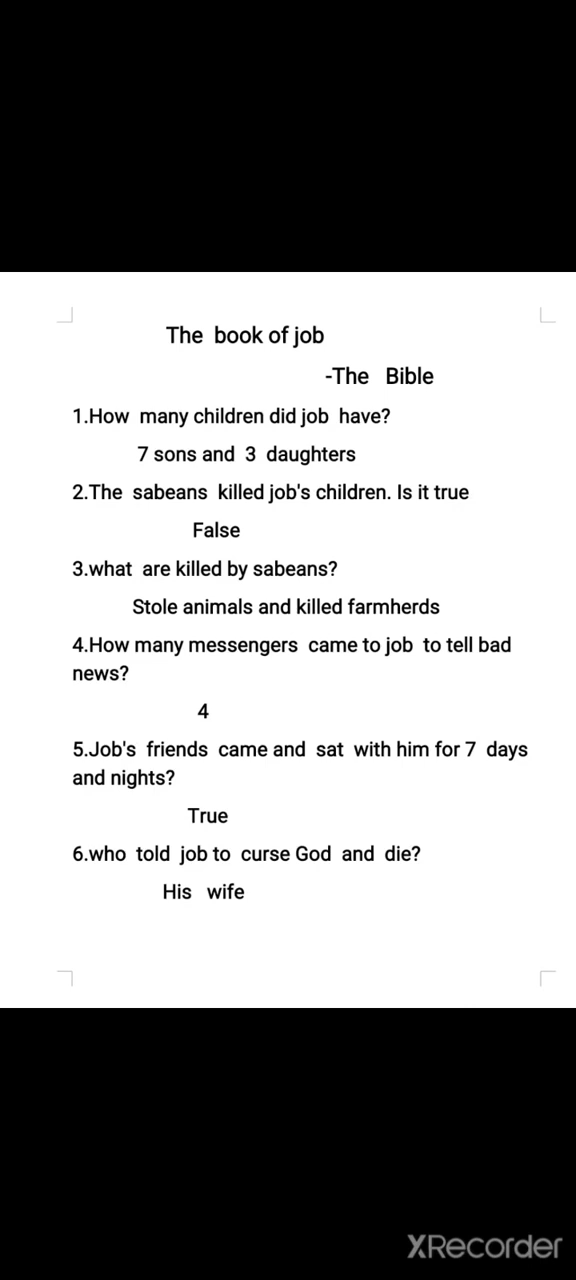 The book of job
-The Bible
1.How many children did job have?
7 sons and 3 daughters
2.The sabeans killed job's children. Is it true
False
3.what are killed by sabeans?
Stole animals and killed farmherds
4.How many messengers came to job to tell bad
news?
4
5.Job's friends came and sat with him for 7 days
and nights?
True
6.who told job to curse God and die?
His wife
XRecorder